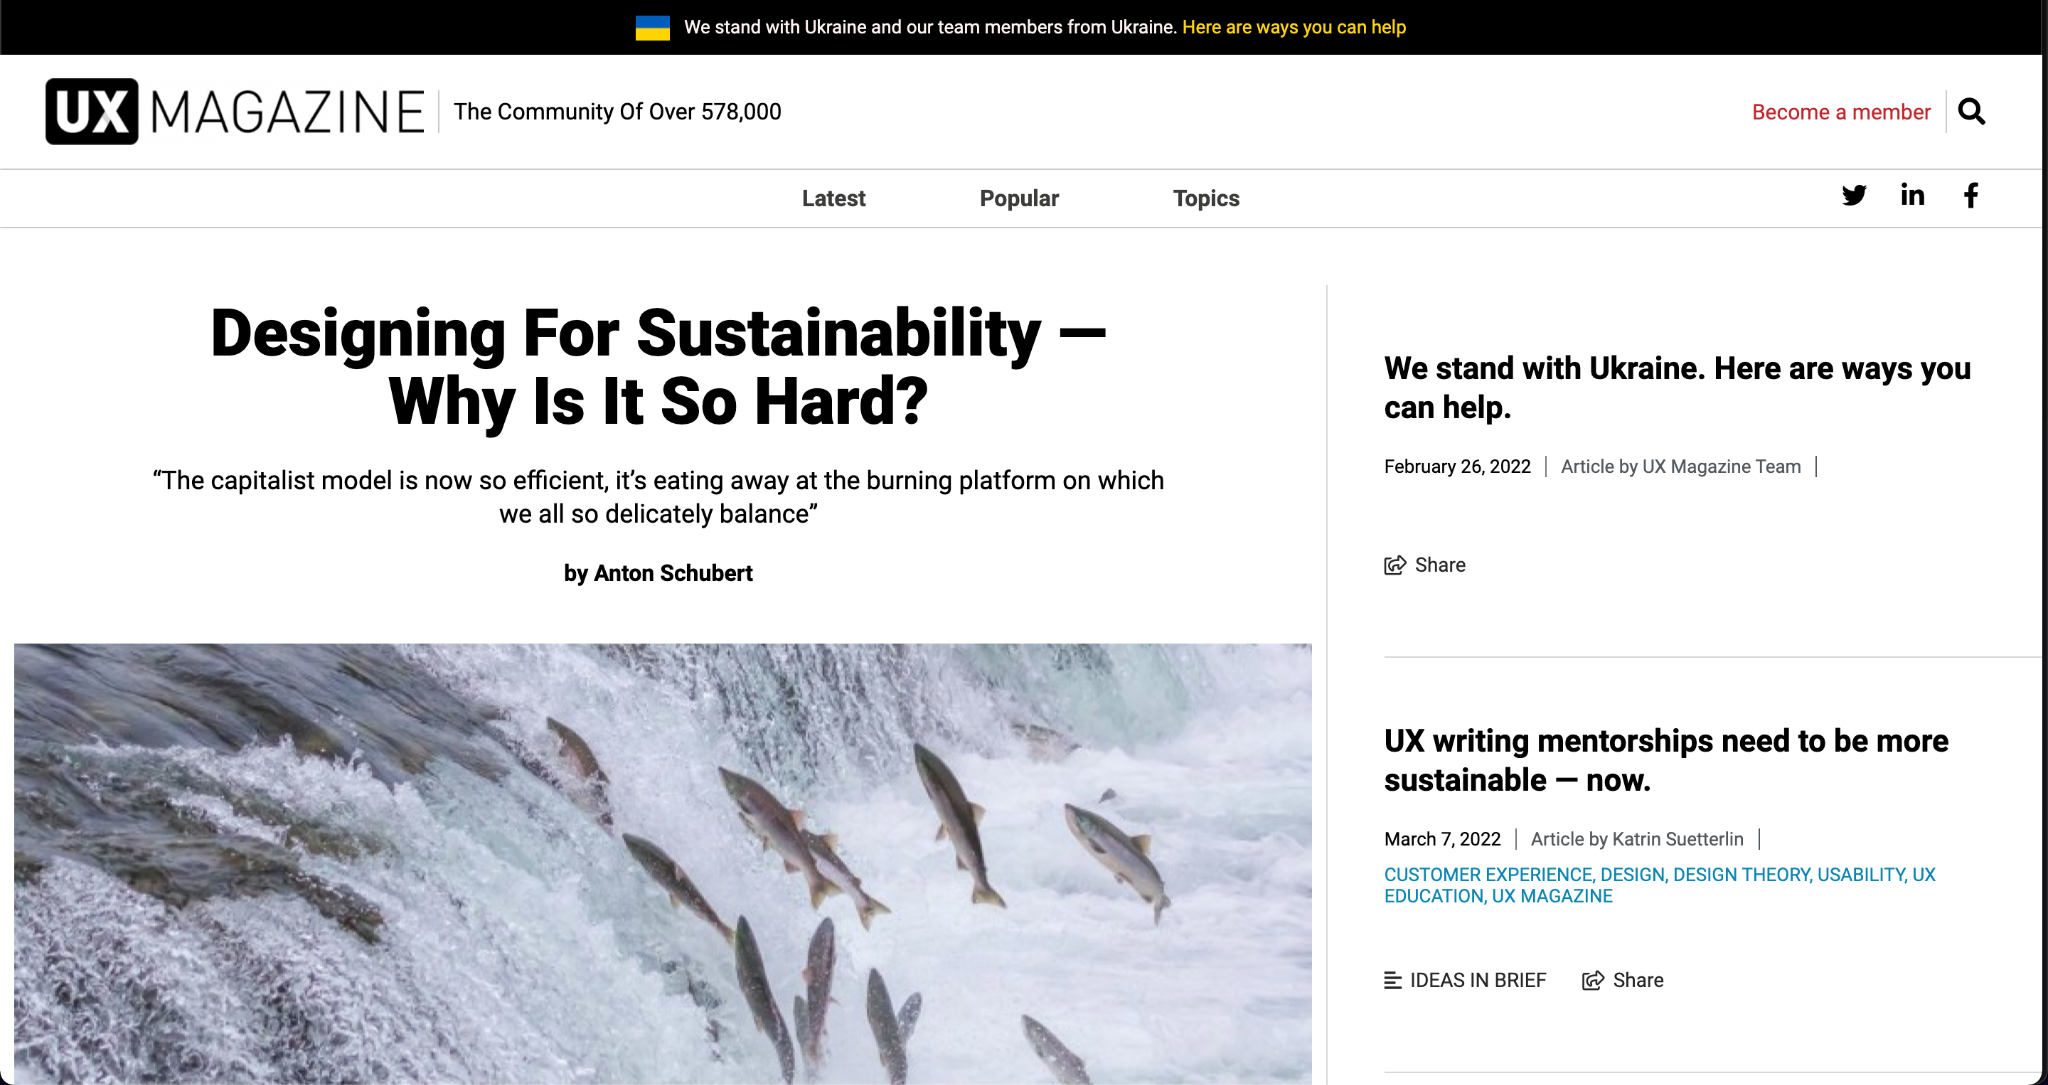 We stand with Ukraine and our team members from Ukraine. Here are ways you can help
UX MAGAZINE
The Community Of Over 578,000
Become a member
Latest
Popular
Topics
Designing For Sustainability —
Why Is It So Hard?
“The capitalist model is now so efficient, it’s eating away at the burning platform on which
we all so delicately balance”
by Anton Schubert
We stand with Ukraine. Here are ways you
can help.
February 26, 2022 | Article by UX Magazine Team |
Share
UX writing mentorships need to be more
sustainable — now.
March 7, 2022 | Article by Katrin Suetterlin |
CUSTOMER EXPERIENCE, DESIGN, DESIGN THEORY, USABILITY, UX
EDUCATION, UX MAGAZINE
IDEAS IN BRIEF
Share